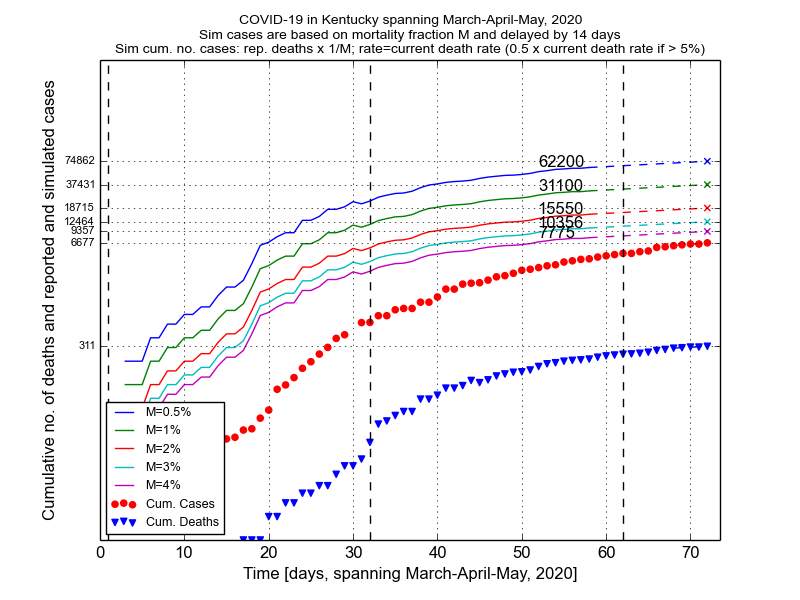 COVID-19 in Kentucky spanning March-April-May, 2020
Sim cases are based on mortality fraction M and delayed by 14 days
Sim cum. no. cases: rep. deaths x 1/M; rate=current death rate (0.5 x current death rate if > 5%)
Cumulative no. of deaths and reported and simulated cases
74862
37431
18715
12464
9357
6677
311
62200
31100
15550
10356
7775
M=0.5%
M=1%
M=2%
M=3%
M=4%
Cum. Cases
Cum. Deaths
0 10 20 30 40 50 60 70
Time [days, spanning March-April-May, 2020]